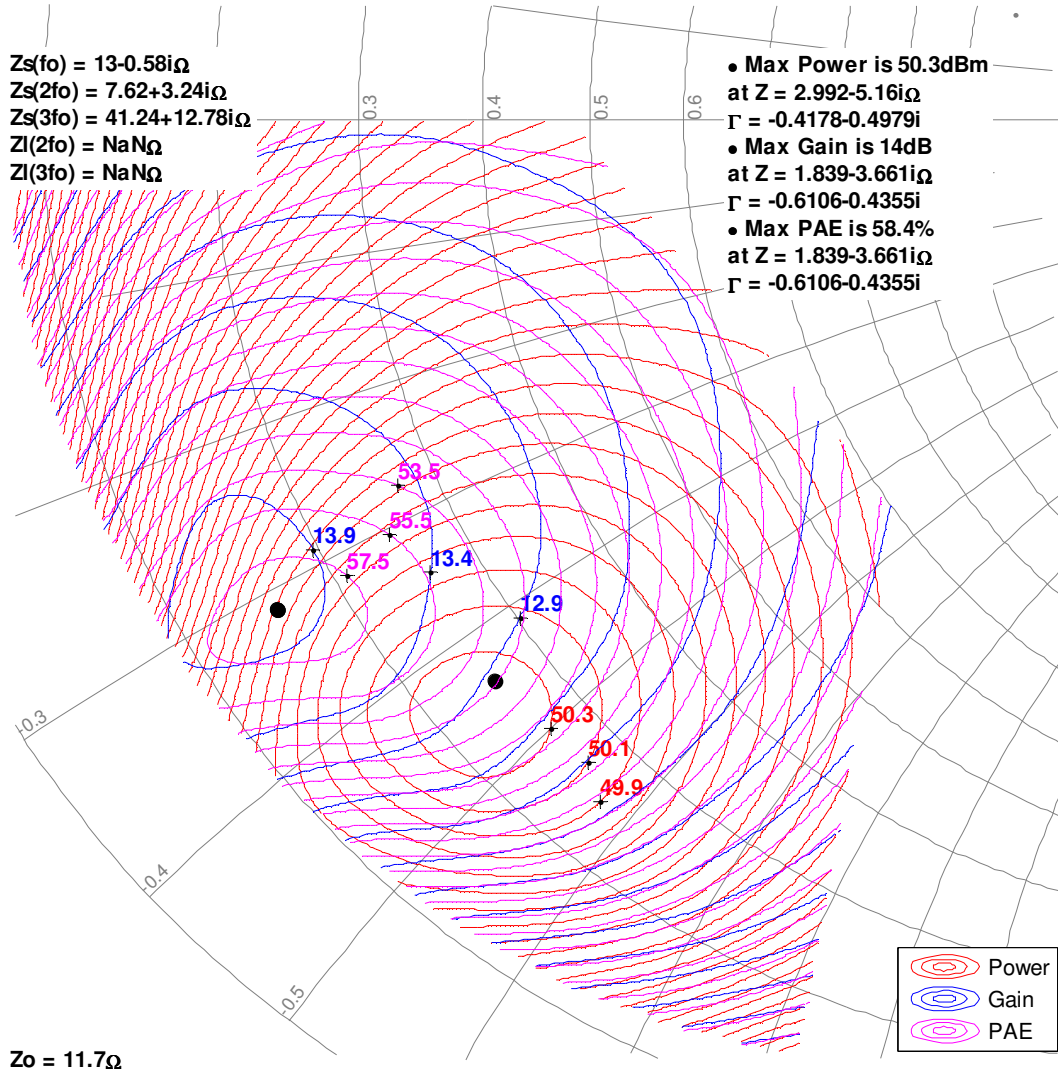 Zs(fo) = 13-0.58iΩ
Zs(2fo) = 7.62+3.24iΩ
Zs(3fo) = 41.24+12.78iΩ
Zl(2fo) = NaNΩ
Zl(3fo) = NaNΩ
● Max Power is 50.3dBm
at Z = 2.992-5.16iΩ
Γ = -0.4178-0.4979i
● Max Gain is 14dB
at Z = 1.839-3.661iΩ
Γ = -0.6106-0.4355i
● Max PAE is 58.4%
at Z = 1.839-3.661iΩ
Γ = -0.6106-0.4355i
0.3
0.4
0.5
0.6
53.5
55.5
13.9
57.5
13.4
12.9
50.3
50.1
49.9
-0.3
-0.4
-0.5
Power
Gain
PAE
Zo = 11.7Ω